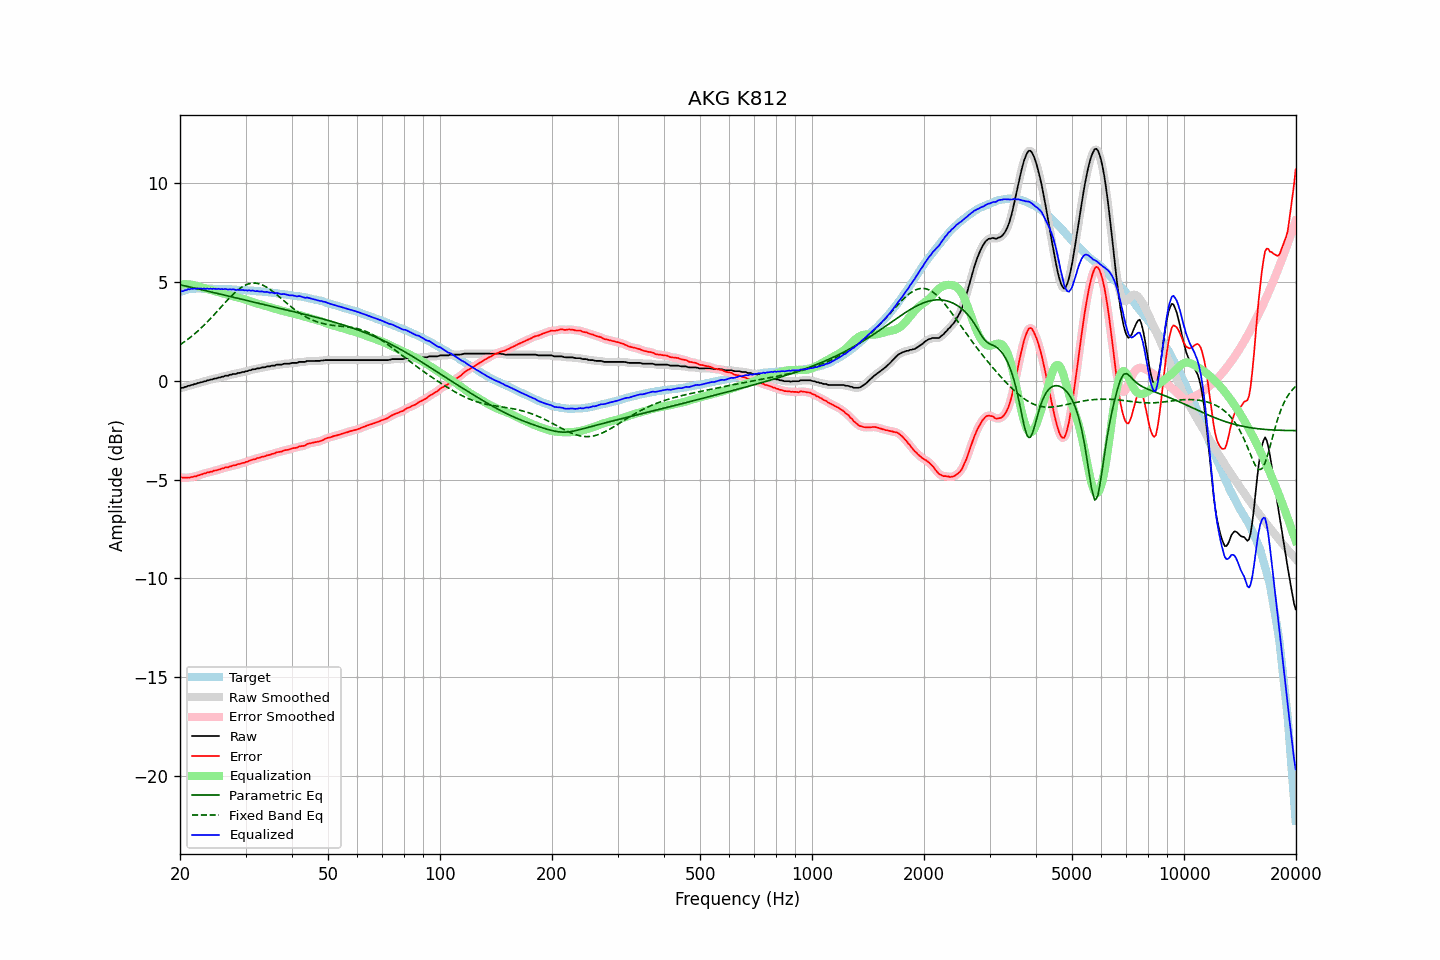 AKG K812
Amplitude (dBr)
10
5
0
−5
−10
−15
−20
Target
Raw Smoothed
Error Smoothed
Raw
Error
Equalization
Parametric Eq
Fixed Band Eq
Equalized
20 50 100 200 500 1000 2000 5000 10000 20000
Frequency (Hz)